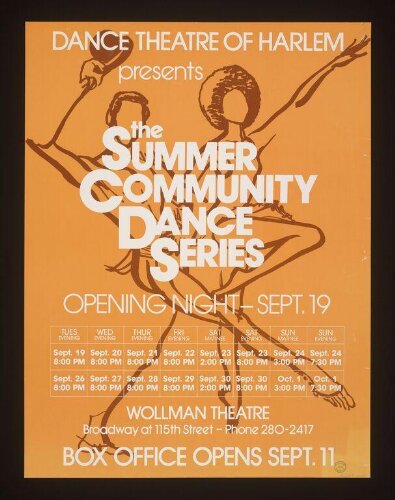 DANCE THEATRE OF HARLEM
presents
the
SUMMER
COMMUNITY
DANCE
SERIES
OPENING NIGHT – SEPT. 19
TUES EVENING WED EVENING THUR EVENING FRI EVENING SAT MATINEE SAT EVENING SUN MATINEE SUN EVENING
Sept. 19 Sept. 20 Sept. 21 Sept. 22 Sept. 23 Sept. 23 Sept. 24 Sept. 24
8:00 PM 8:00 PM 8:00 PM 8:00 PM 2:00 PM 8:00 PM 3:00 PM 7:30 PM
Sept. 26 Sept. 27 Sept. 28 Sept. 29 Sept. 30 Sept. 30 Oct. 1 Oct. 1
8:00 PM 8:00 PM 8:00 PM 8:00 PM 2:00 PM 8:00 PM 3:00 PM 7:30 PM
WOLLMAN THEATRE
Broadway at 115th Street – Phone 280-2417
BOX OFFICE OPENS SEPT. 11